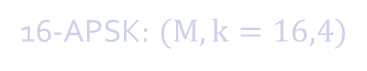 16-APSK: (M, k = 16,4)